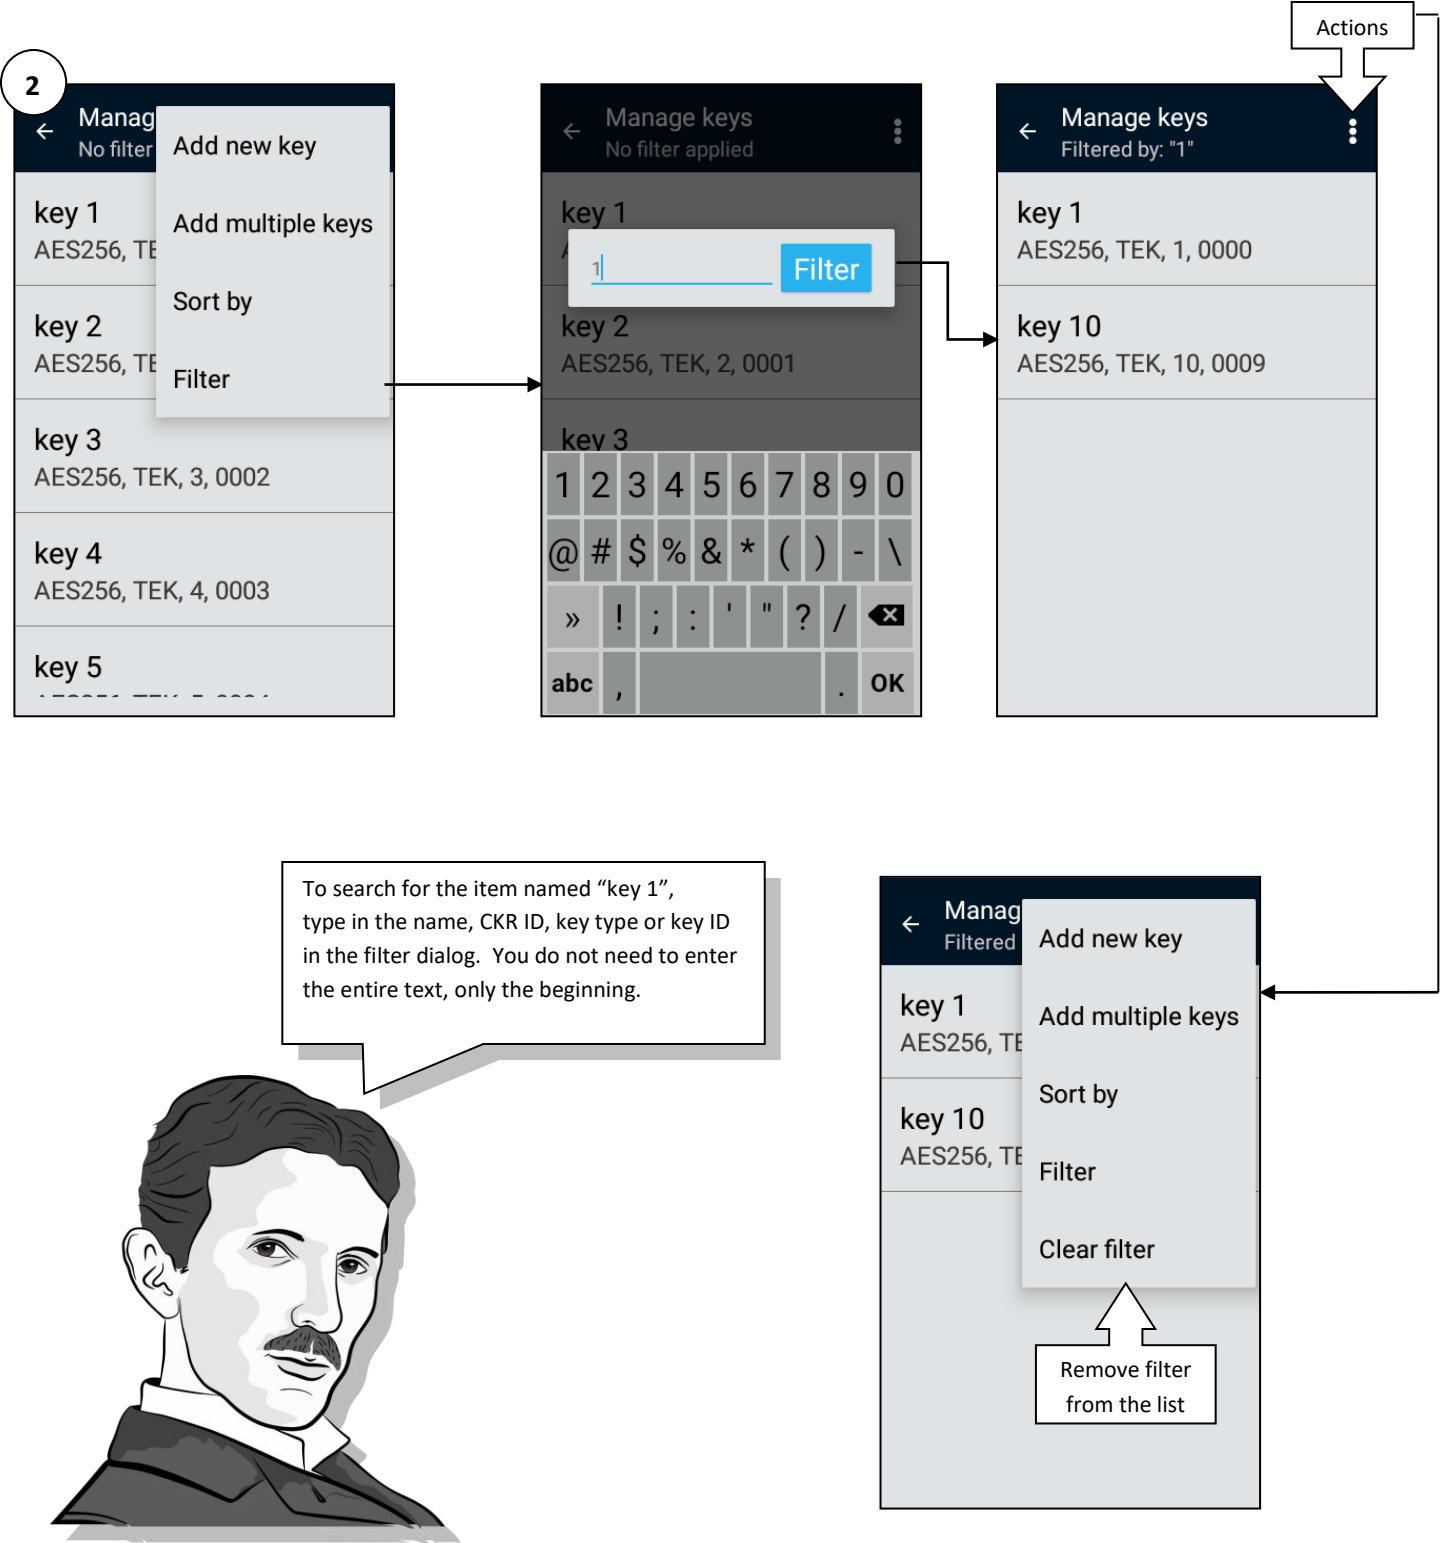 Actions
2
Manag
No filter
Add new key
Add multiple keys
Sort by
Filter
key 1
AES256, TE
key 2
AES256, TE
key 3
AES256, TEK, 3, 0002
key 4
AES256, TEK, 4, 0003
key 5
Manage keys
No filter applied
key 1
1
Filter
key 2
AES256, TEK, 2, 0001
key 3
1 2 3 4 5 6 7 8 9 0
@ # $ % & * ( ) - \
» ! ; : ' " ? /
abc , . OK
Manage keys
Filtered by: "1"
key 1
AES256, TEK, 1, 0000
key 10
AES256, TEK, 10, 0009
To search for the item named “key 1”,
type in the name, CKR ID, key type or key ID
in the filter dialog.  You do not need to enter
the entire text, only the beginning.
Manag
Filtered
Add new key
Add multiple keys
Sort by
Filter
Clear filter
key 1
AES256, TE
key 10
AES256, TE
Remove filter
from the list